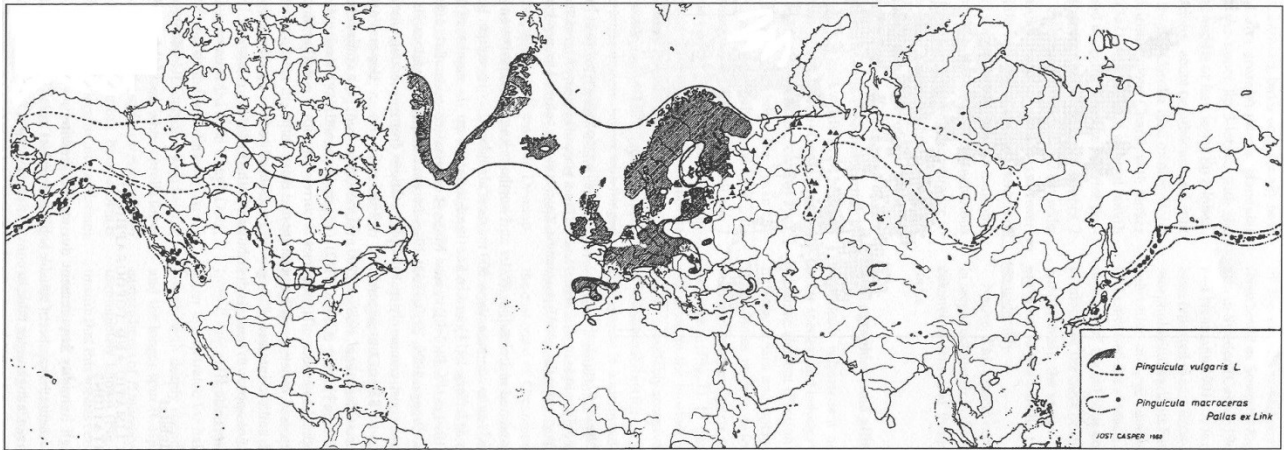 Pinguicula vulgaris L.
Pinguicula macroceras
Pallas ex Link
JOST CASPER